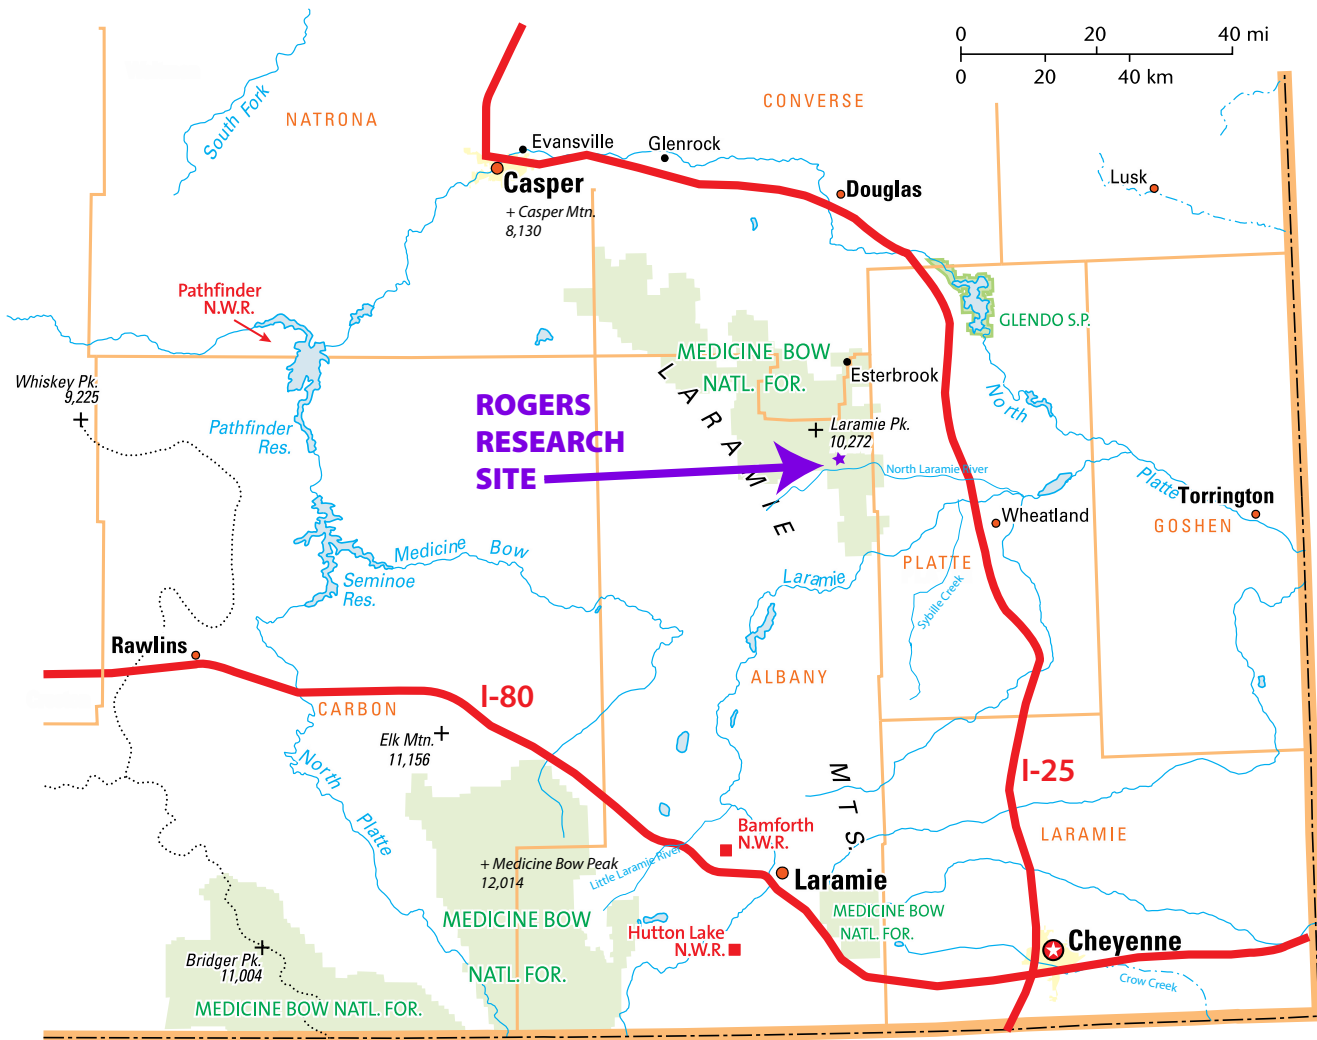 0 20 40 mi
0 20 40 km
CONVERSE
NATRONA
South Fork
Evansville
Glenrock
Casper
+ Casper Mtn.
8,130
Douglas
Lusk
Pathfinder
N.W.R.
GLENDO S.P.
MEDICINE BOW
NATL. FOR.
Esterbrook
Whiskey Pk.
9,225
LARAMIE
North
ROGERS
RESEARCH
SITE
Laramie Pk.
10,272
Pathfinder
Res.
North Laramie River
Platte
Torrington
GOSHEN
Wheatland
Medicine Bow
PLATTE
Seminoe
Res.
Laramie
Sybille Creek
Rawlins
ALBANY
I-80
CARBON
Elk Mtn.
11,156
North
Platte
MTS.
I-25
Bamforth
N.W.R.
LARAMIE
+ Medicine Bow Peak
12,014
Little Laramie River
Laramie
MEDICINE BOW
NATL. FOR.
MEDICINE BOW
NATL. FOR.
Hutton Lake
N.W.R.
Cheyenne
Bridger Pk.
11,004
Crow Creek
MEDICINE BOW NATL. FOR.